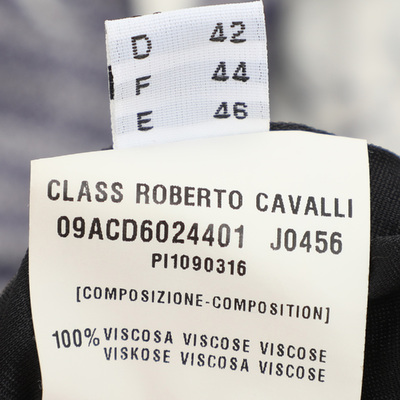 D 42
F 44
E 46
CLASS ROBERTO CAVALLI
09ACD6024401 J0456
PI1090316
[COMPOSIZIONE-COMPOSITION]
100% VISCOSA VISCOSE VISCOSE
VISKOSE VISCOSA VISCOSE